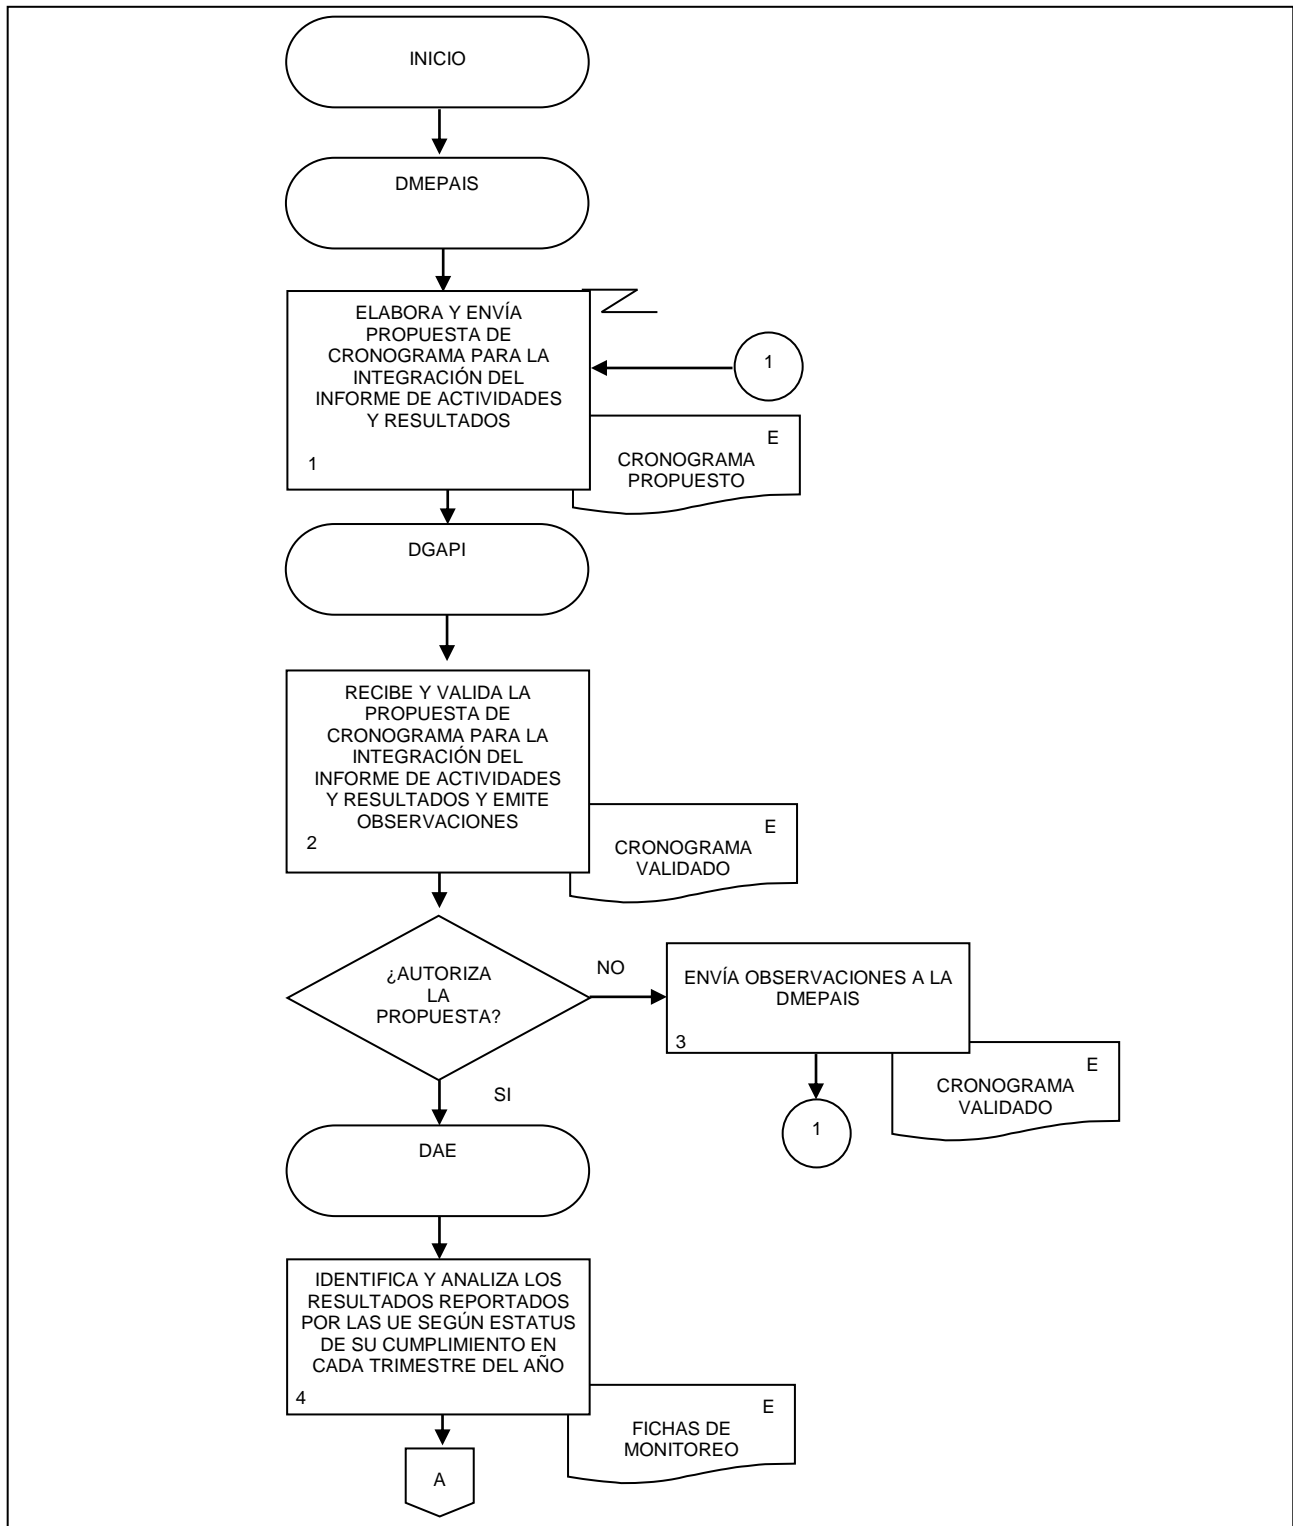 INICIO
DMEPAIS
ELABORA Y ENVÍA
PROPUESTA DE
CRONOGRAMA PARA LA
INTEGRACIÓN DEL
INFORME DE ACTIVIDADES
Y RESULTADOS
1
1
E
CRONOGRAMA
PROPUESTO
DGAPI
RECIBE Y VALIDA LA
PROPUESTA DE
CRONOGRAMA PARA LA
INTEGRACIÓN DEL
INFORME DE ACTIVIDADES
Y RESULTADOS Y EMITE
OBSERVACIONES
2
E
CRONOGRAMA
VALIDADO
¿AUTORIZA
LA
PROPUESTA?
NO
ENVÍA OBSERVACIONES A LA
DMEPAIS
3
E
CRONOGRAMA
VALIDADO
1
SI
DAE
IDENTIFICA Y ANALIZA LOS
RESULTADOS REPORTADOS
POR LAS UE SEGÚN ESTATUS
DE SU CUMPLIMIENTO EN
CADA TRIMESTRE DEL AÑO
4
E
FICHAS DE
MONITOREO
A